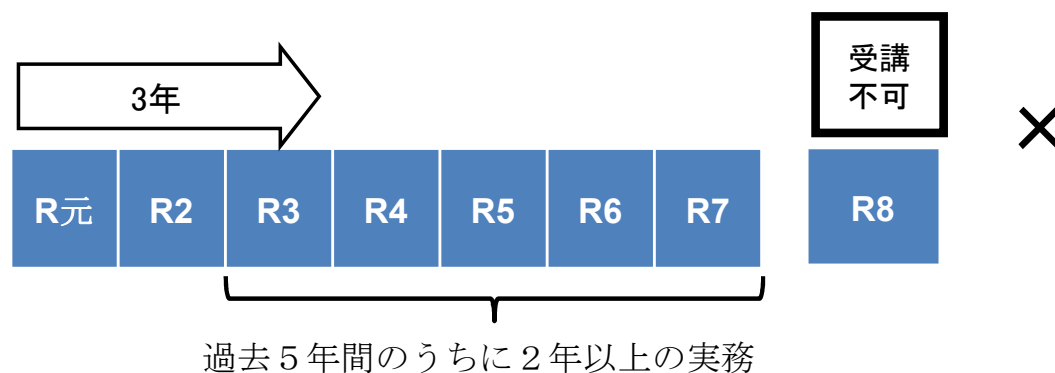 受講
不可
3年
×
R元 R2 R3 R4 R5 R6 R7 R8
過去５年間のうちに２年以上の実務